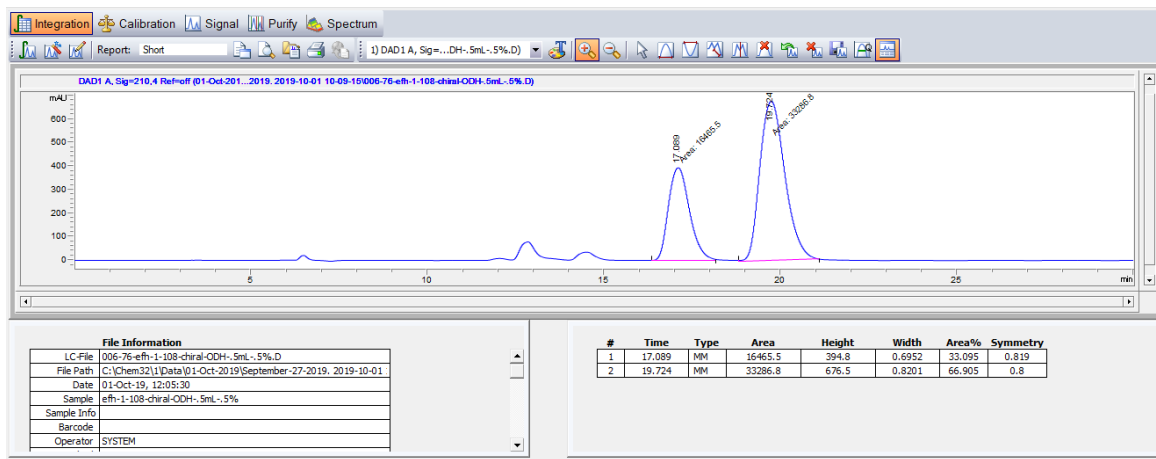 Integration Calibration Signal Purify Spectrum
Report: Short 1) DAD1 A, Sig=...DH-.5mL-.5%.D)
DAD1 A, Sig=210,4 Ref=off (01-Oct-201...2019. 2019-10-01 10-09-15\006-76-efh-1-108-chiral-ODH-.5mL-.5%.D)
mAU
600
500
400
300
200
100
0
17.089
Area: 16465.5
19.724
Area: 33286.8
5 10 15 20 25 min
File Information
LC-File 006-76-efh-1-108-chiral-ODH-.5mL-.5%.D
File Path C:\Chem32\1\Data\01-Oct-2019\September-27-2019. 2019-10-01
Date 01-Oct-19, 12:05:30
Sample efh-1-108-chiral-ODH-.5mL-.5%
Sample Info
Barcode
Operator SYSTEM
# Time Type Area Height Width Area% Symmetry
1 17.089 MM 16465.5 394.8 0.6952 33.095 0.819
2 19.724 MM 33286.8 676.5 0.8201 66.905 0.8